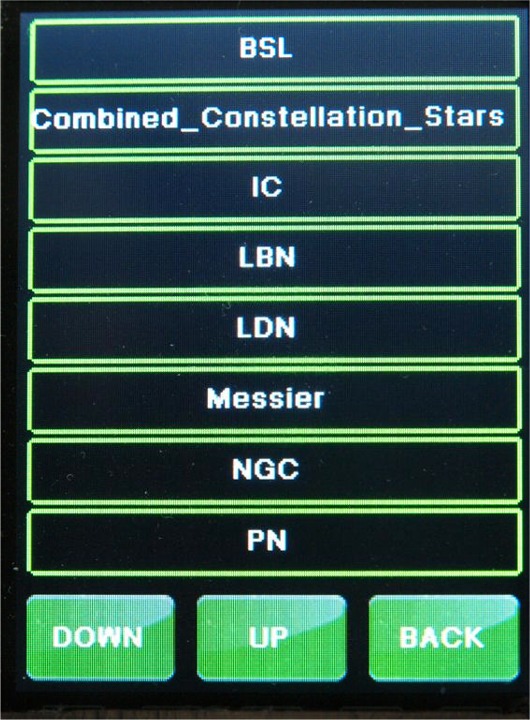 BSL
Combined_Constellation_Stars
IC
LBN
LDN
Messier
NGC
PN
DOWN UP BACK